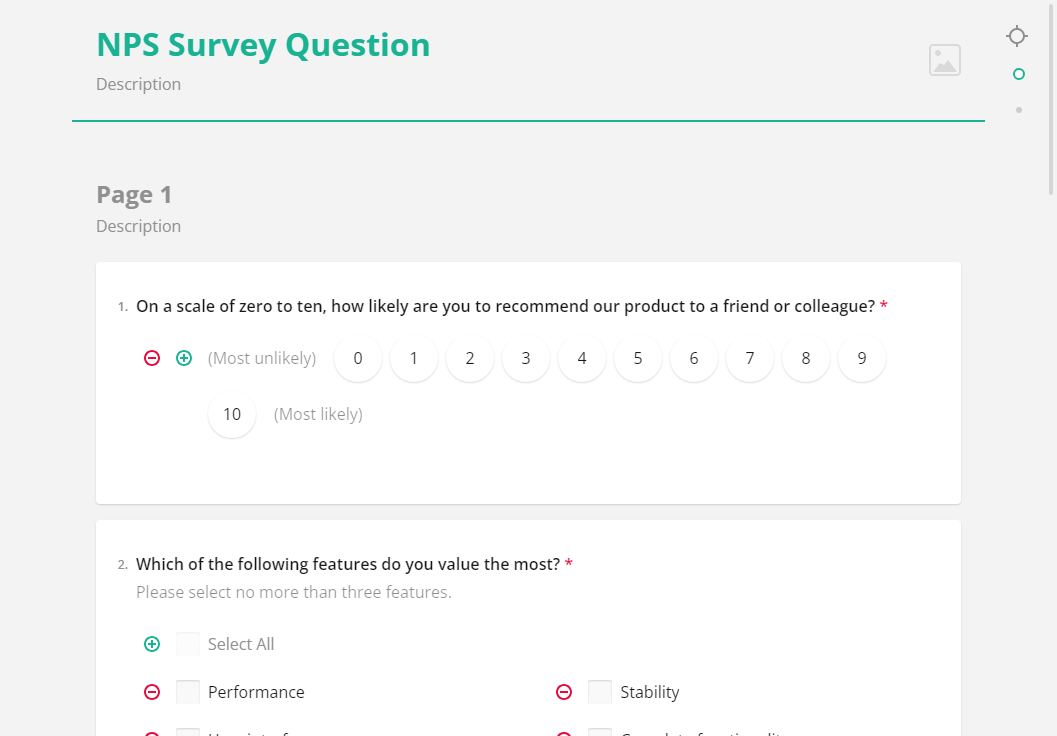 NPS Survey Question
Description
Page 1
Description
1. On a scale of zero to ten, how likely are you to recommend our product to a friend or colleague? *
(Most unlikely) 0 1 2 3 4 5 6 7 8 9
10 (Most likely)
2. Which of the following features do you value the most? *
Please select no more than three features.
Select All
Performance Stability